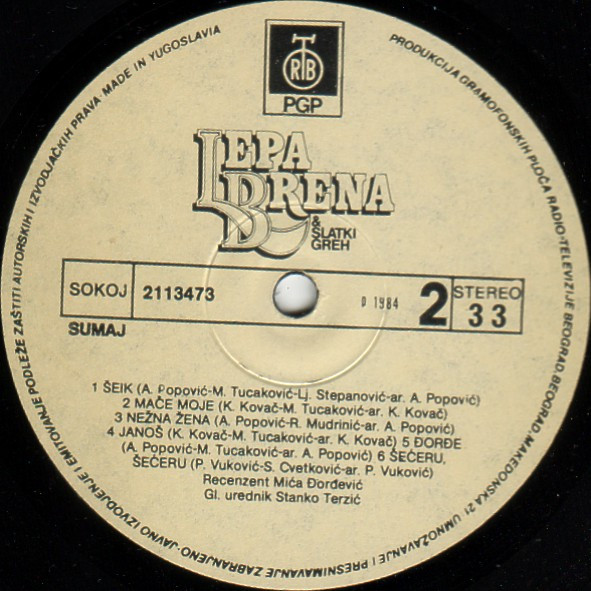 PRODUKCIJA GRAMOFONSKIH PLOČA RADIO-TELEVIZIJE BEOGRAD, BEOGRAD, MAKEDONSKA 21 UMNOŽAVANJE I PRESNIMAVANJE ZABRANJENO-JAVNO IZVODJENJE I EMITOVANJE PODLEŽE ZAŠTITI AUTORSKIH I IZVODJAČKIH PRAVA-MADE IN YUGOSLAVIA
RTB
PGP
LEPA
BRENA
& SLATKI
GREH
SOKOJ 2113473 P 1984 2 STEREO
33
SUMAJ
1 ŠEIK (A. Popović-M. Tucaković-Lj. Stepanović-ar. A. Popović)
2 MAČE MOJE (K. Kovač-M. Tucaković-ar. K. Kovač)
3 NEŽNA ŽENA (A. Popović-R. Mudrinić-ar. A. Popović)
4 JANOŠ (K. Kovač-M. Tucaković-ar. K. Kovač) 5 ĐORĐE
(A. Popović-M. Tucaković-ar. A. Popović) 6 ŠEĆERU,
ŠEĆERU (P. Vuković-S. Cvetković-ar. P. Vuković)
Recenzent Mića Đorđević
Gl. urednik Stanko Terzić